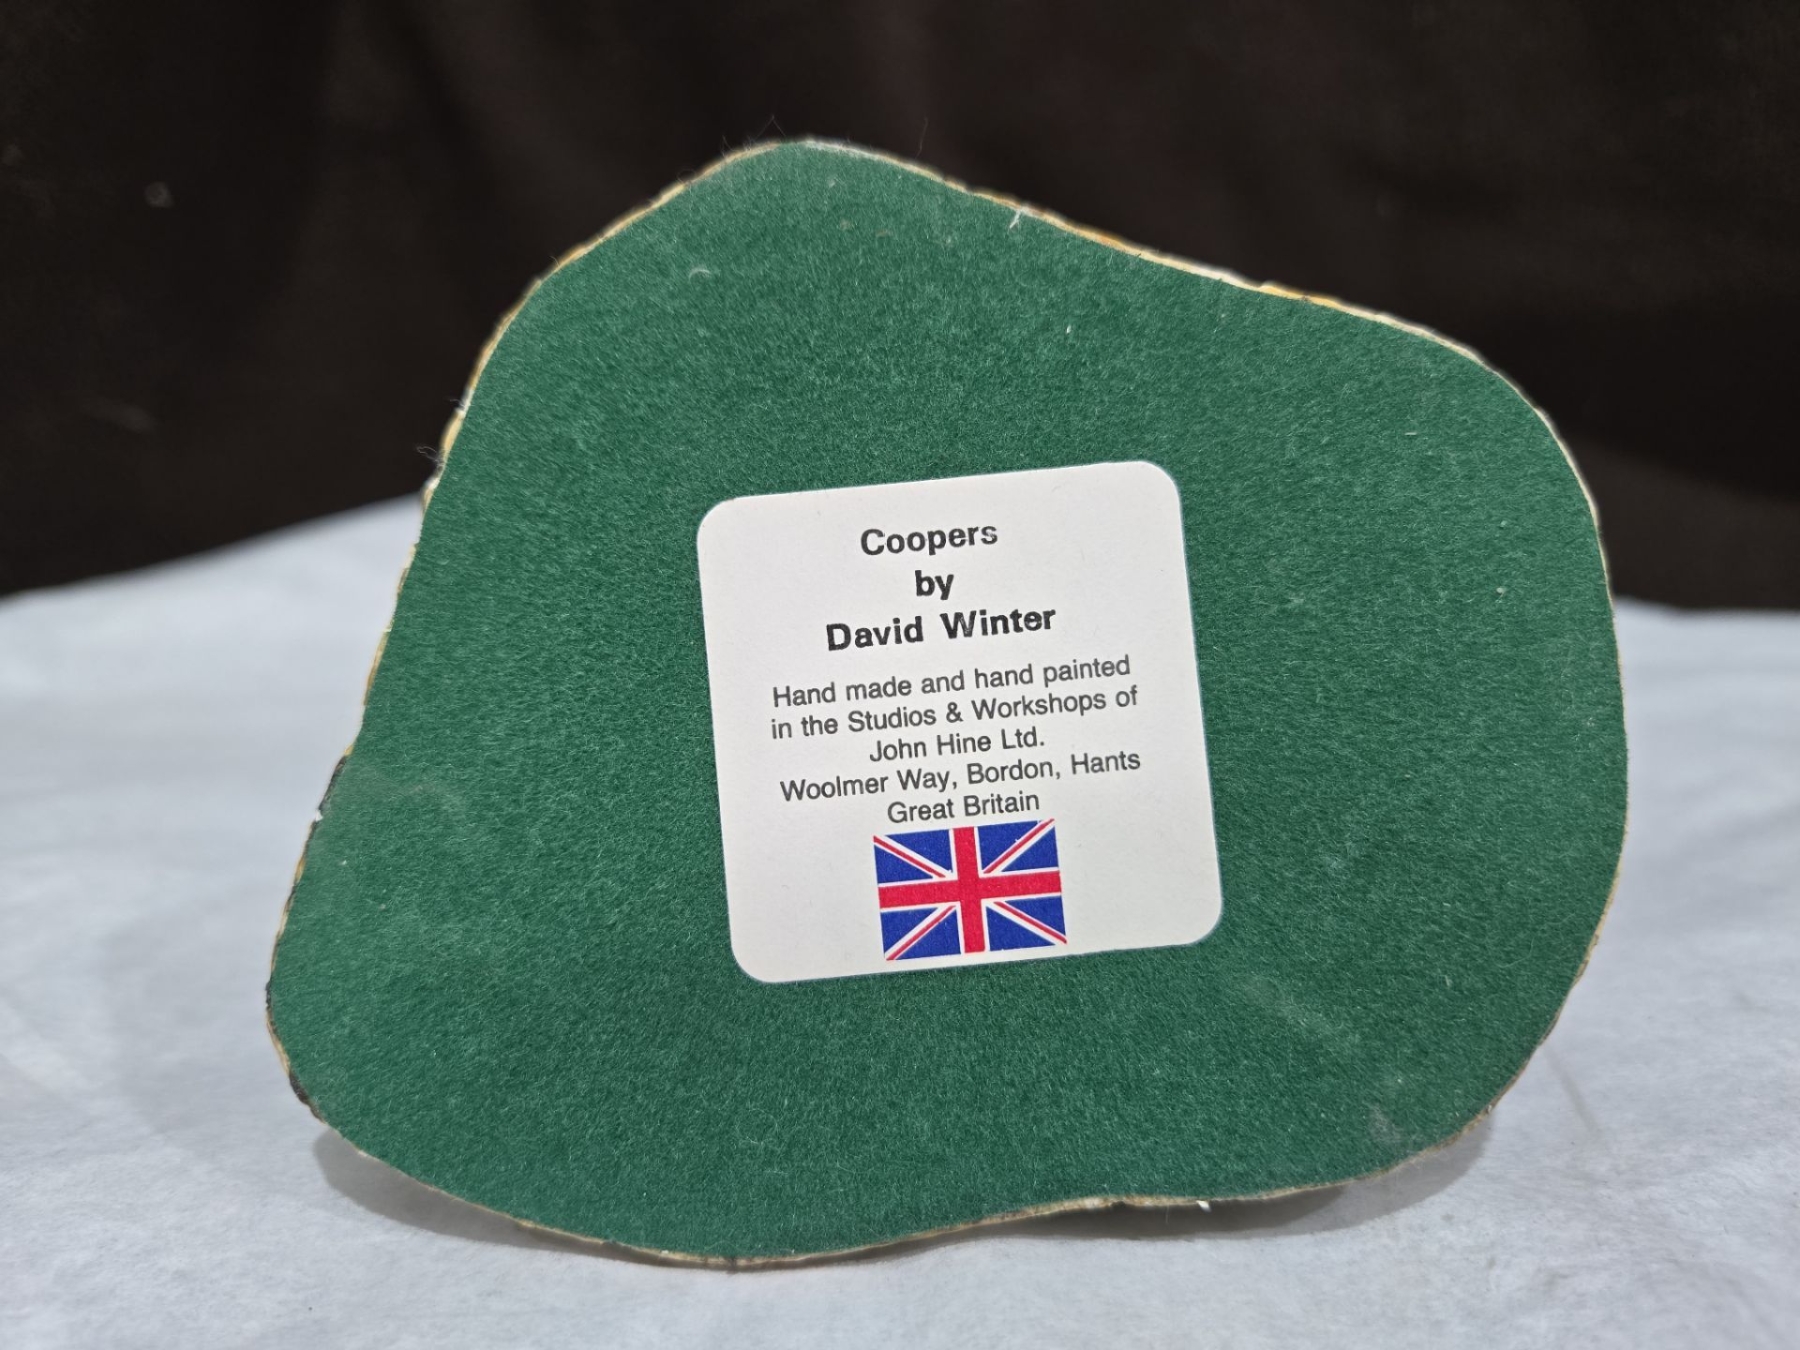 Coopers
by
David Winter
Hand made and hand painted
in the Studios & Workshops of
John Hine Ltd.
Woolmer Way, Bordon, Hants
Great Britain